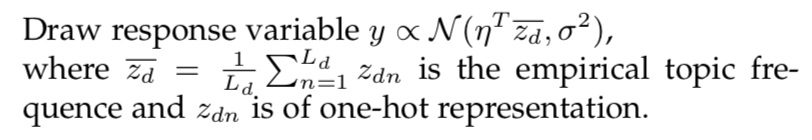 Draw response variable $y \propto \mathcal{N}(\eta^T \overline{z_d}, \sigma^2)$,
where $\overline{z_d} = \frac{1}{L_d} \sum_{n=1}^{L_d} z_{dn}$ is the empirical topic fre-
quence and $z_{dn}$ is of one-hot representation.